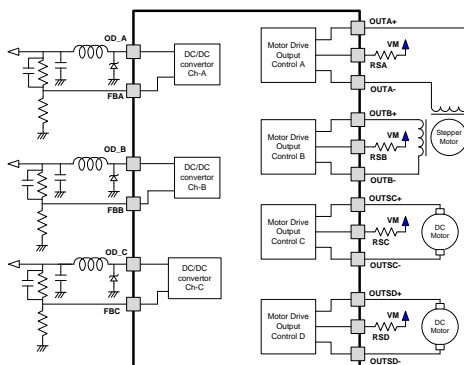 OD_A
DC/DC
convertor
Ch-A
FBA
OD_B
DC/DC
convertor
Ch-B
FBB
OD_C
DC/DC
convertor
Ch-C
FBC
OUTA+
Motor Drive
Output
Control A
VM
RSA
OUTA-
OUTB+
Motor Drive
Output
Control B
VM
RSB
OUTB-
Stepper
Motor
OUTSC+
Motor Drive
Output
Control C
VM
RSC
OUTSC-
DC
Motor
OUTSD+
Motor Drive
Output
Control D
VM
RSD
OUTSD-
DC
Motor